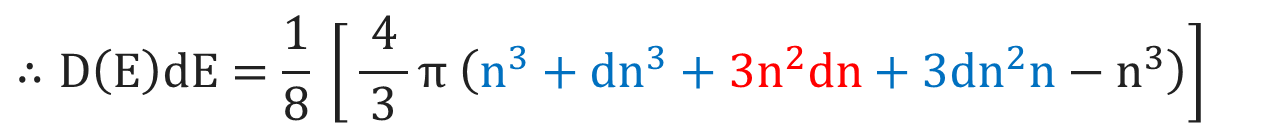 ∴ D(E)dE = 1/8 [ 4/3 π (n³ + dn³ + 3n²dn + 3dn²n − n³)]